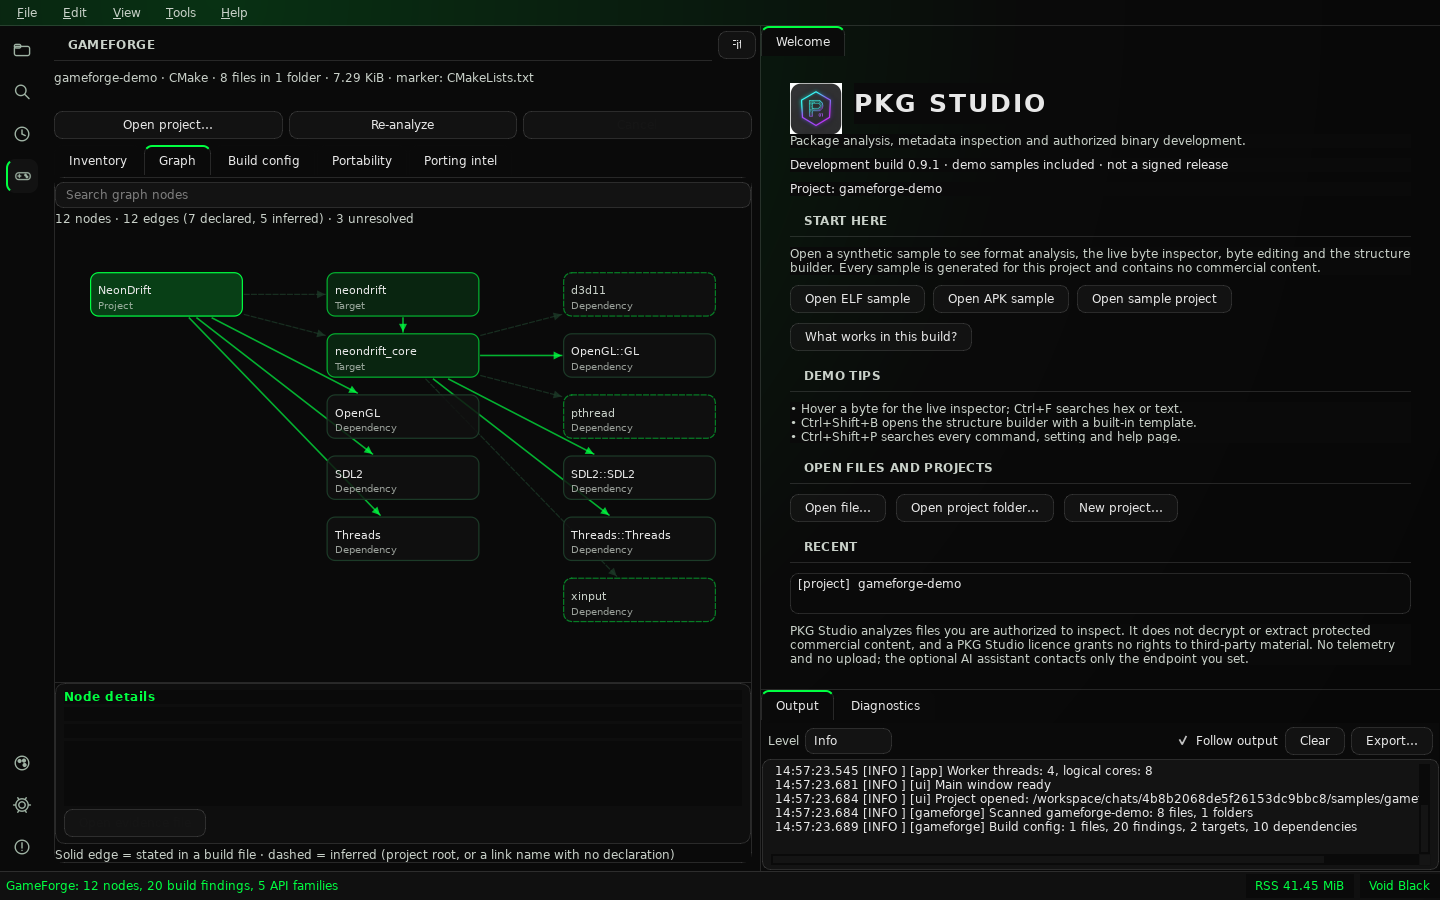 File Edit View Tools Help
GAMEFORGE
gameforge-demo · CMake · 8 files in 1 folder · 7.29 KiB · marker: CMakeLists.txt
Open project... Re-analyze
Inventory Graph Build config Portability Porting intel
Search graph nodes
12 nodes · 12 edges (7 declared, 5 inferred) · 3 unresolved
NeonDrift
Project
neondrift
Target
d3d11
Dependency
neondrift_core
Target
OpenGL::GL
Dependency
OpenGL
Dependency
pthread
Dependency
SDL2
Dependency
SDL2::SDL2
Dependency
Threads
Dependency
Threads::Threads
Dependency
xinput
Dependency
Node details
Solid edge = stated in a build file · dashed = inferred (project root, or a link name with no declaration)
Welcome
PKG STUDIO
Package analysis, metadata inspection and authorized binary development.
Development build 0.9.1 · demo samples included · not a signed release
Project: gameforge-demo
START HERE
Open a synthetic sample to see format analysis, the live byte inspector, byte editing and the structure
builder. Every sample is generated for this project and contains no commercial content.
Open ELF sample Open APK sample Open sample project
What works in this build?
DEMO TIPS
• Hover a byte for the live inspector; Ctrl+F searches hex or text.
• Ctrl+Shift+B opens the structure builder with a built-in template.
• Ctrl+Shift+P searches every command, setting and help page.
OPEN FILES AND PROJECTS
Open file... Open project folder... New project...
RECENT
[project] gameforge-demo
PKG Studio analyzes files you are authorized to inspect. It does not decrypt or extract protected
commercial content, and a PKG Studio licence grants no rights to third-party material. No telemetry
and no upload; the optional AI assistant contacts only the endpoint you set.
Output Diagnostics
Level Info ✓ Follow output Clear Export...
14:57:23.545 [INFO ] [app] Worker threads: 4, logical cores: 8
14:57:23.681 [INFO ] [ui] Main window ready
14:57:23.684 [INFO ] [ui] Project opened: /workspace/chats/4b8b2068de5f26153dc9bbc8/samples/game
14:57:23.684 [INFO ] [gameforge] Scanned gameforge-demo: 8 files, 1 folders
14:57:23.689 [INFO ] [gameforge] Build config: 1 files, 20 findings, 2 targets, 10 dependencies
GameForge: 12 nodes, 20 build findings, 5 API families RSS 41.45 MiB Void Black